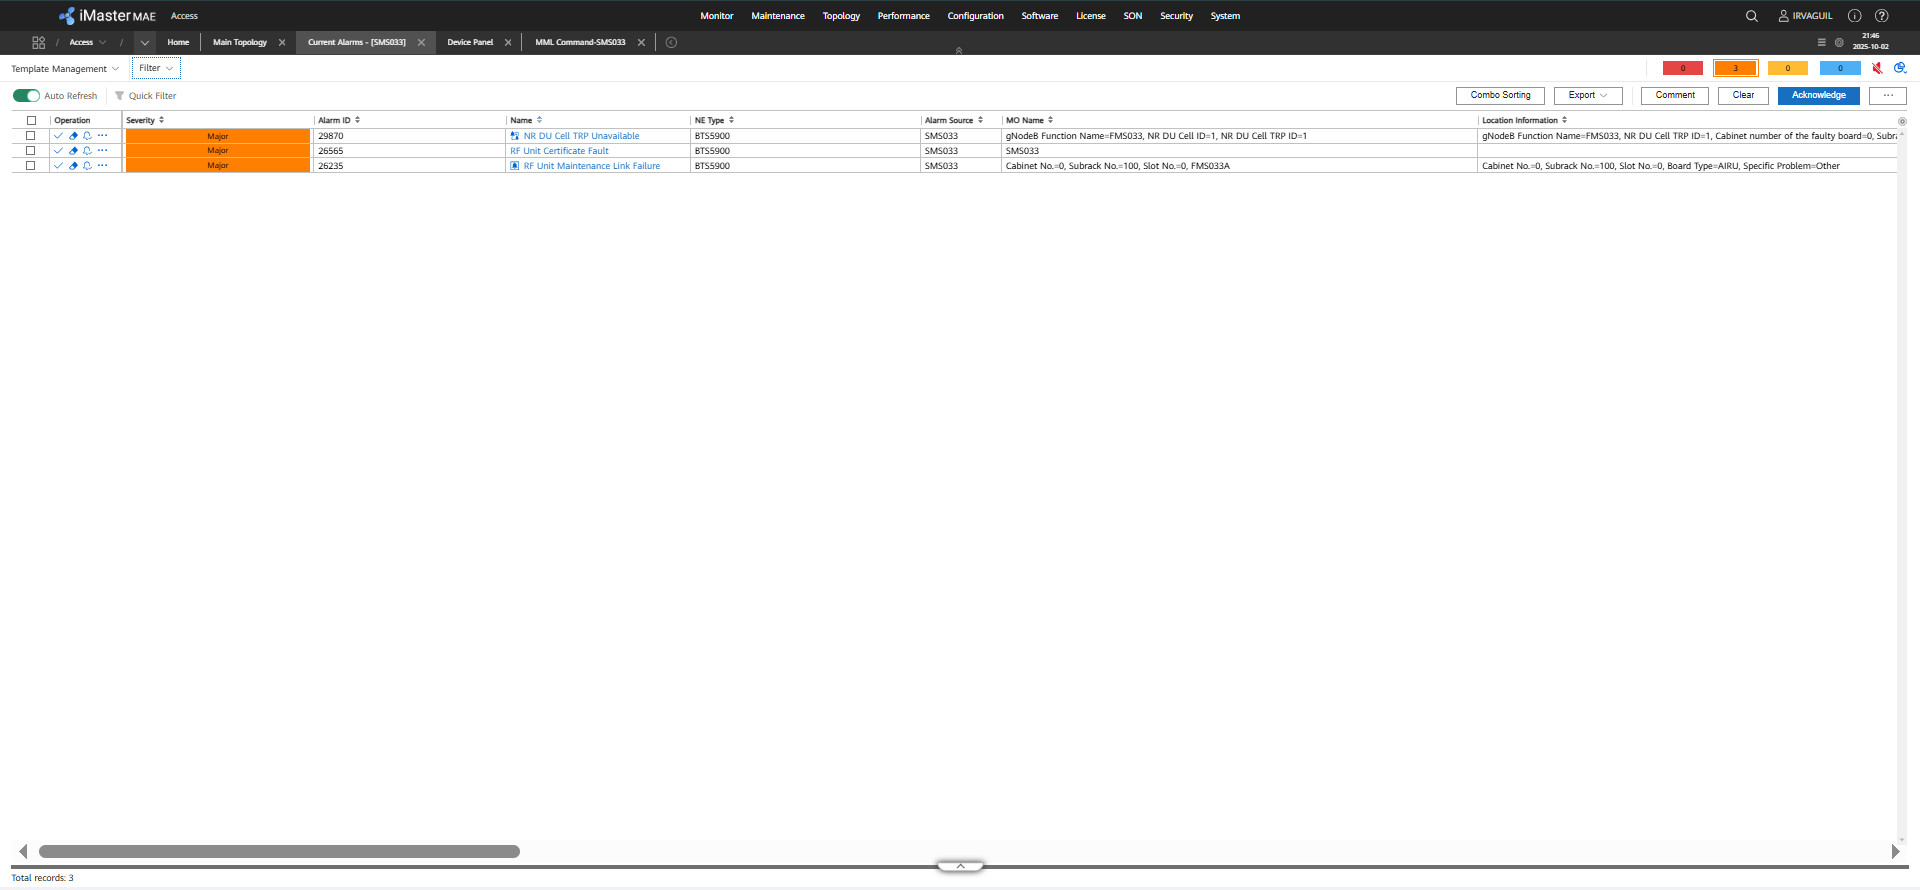 iMaster MAE Access Monitor Maintenance Topology Performance Configuration Software License SON Security System IRVAGUIL
/ Access / Home Main Topology Current Alarms - [SMS033] Device Panel MML Command-SMS033 21:46
2025-10-02
Template Management Filter 0 3 0 0
Auto Refresh Quick Filter Combo Sorting Export Comment Clear Acknowledge ...
Operation Severity Alarm ID Name NE Type Alarm Source MO Name Location Information
Major 29870 NR DU Cell TRP Unavailable BTS5900 SMS033 gNodeB Function Name=FMS033, NR DU Cell ID=1, NR DU Cell TRP ID=1 gNodeB Function Name=FMS033, NR DU Cell TRP ID=1, Cabinet number of the faulty board=0, Subra
Major 26565 RF Unit Certificate Fault BTS5900 SMS033 SMS033
Major 26235 RF Unit Maintenance Link Failure BTS5900 SMS033 Cabinet No.=0, Subrack No.=100, Slot No.=0, FMS033A Cabinet No.=0, Subrack No.=100, Slot No.=0, Board Type=AIRU, Specific Problem=Other
Total records: 3